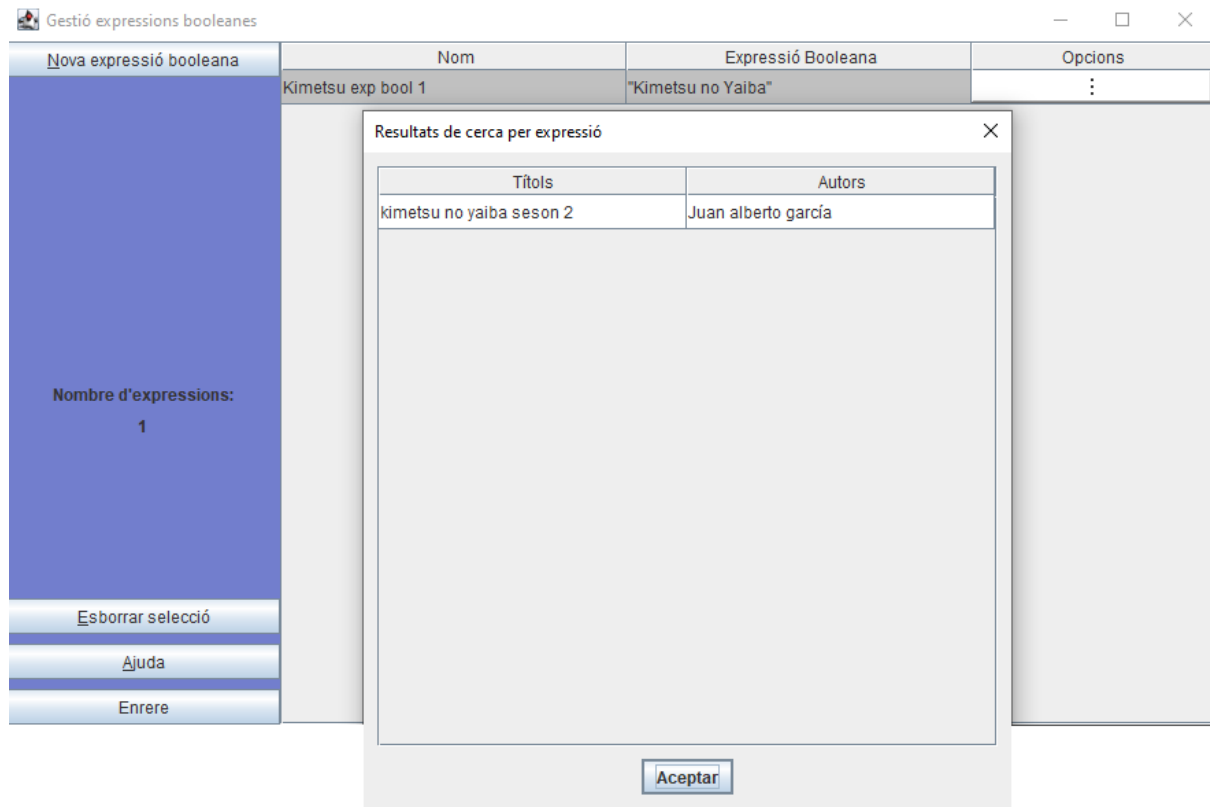 Gestió expressions booleanes
Nova expressió booleana
Nom Expressió Booleana Opcions
Kimetsu exp bool 1 "Kimetsu no Yaiba" ⋮
Resultats de cerca per expressió
Títols Autors
kimetsu no yaiba seson 2 Juan alberto garcía
Nombre d'expressions:
1
Esborrar selecció
Ajuda
Enrere
Aceptar